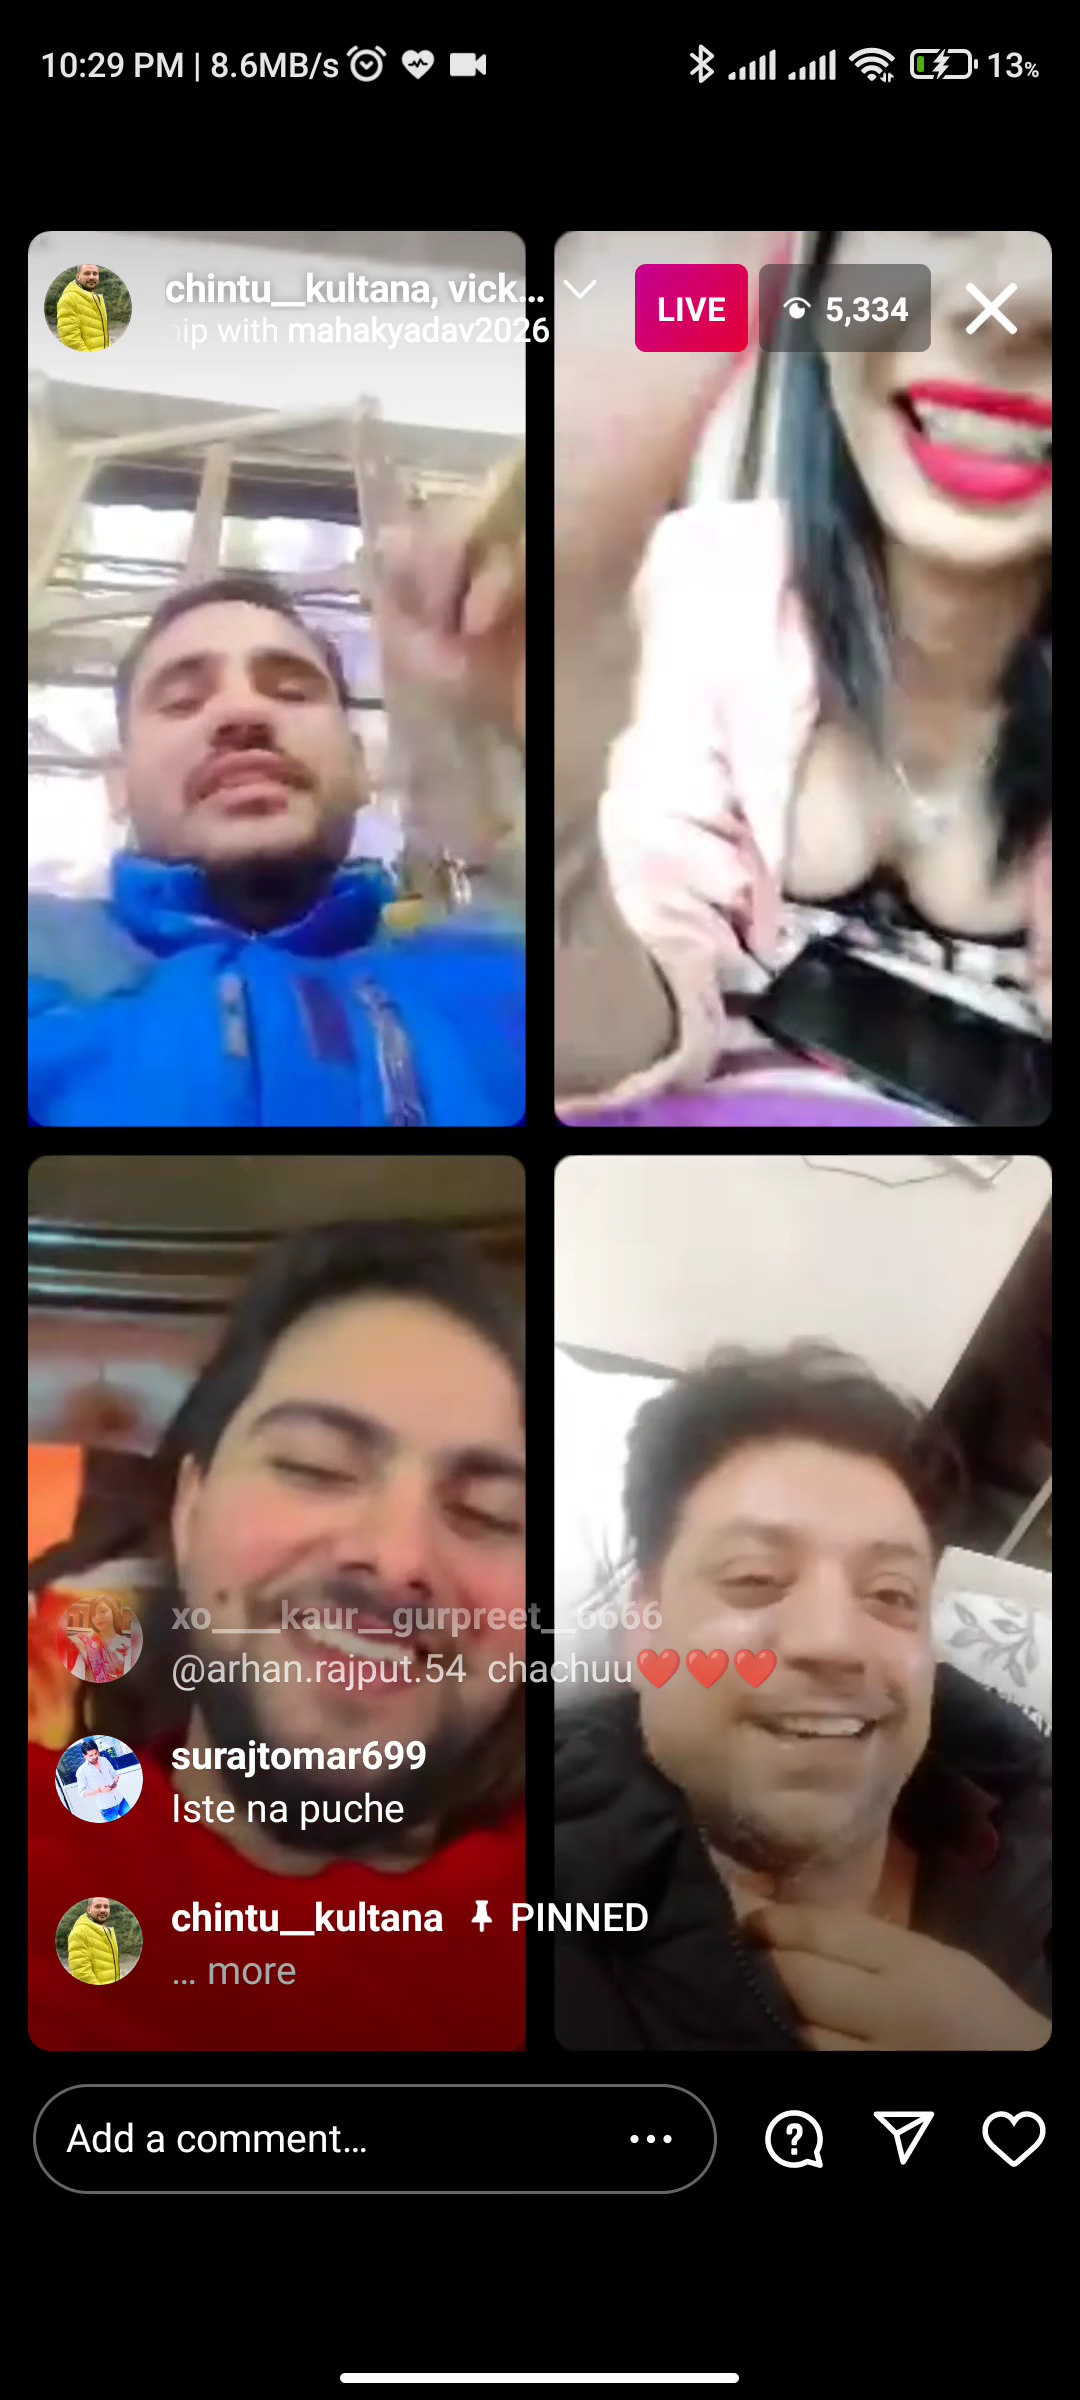 10:29 PM | 8.6MB/s
13%
chintu__kultana, vick...
ip with mahakyadav2026
LIVE
5,334
xo____kaur__gurpreet__6666
@arhan.rajput.54 chachuu❤️❤️❤️
surajtomar699
Iste na puche
chintu__kultana PINNED
... more
Add a comment...